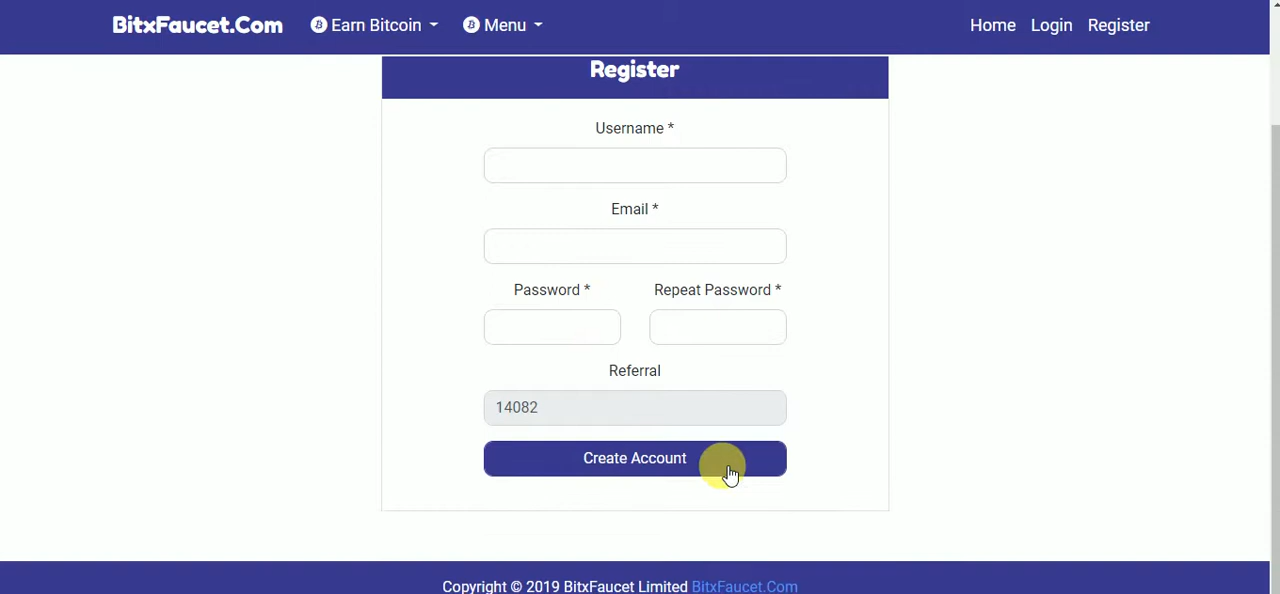 BitxFaucet.Com Earn Bitcoin Menu Home Login Register
Register
Username *
Email *
Password * Repeat Password *
Referral
14082
Create Account
Copyright © 2019 BitxFaucet Limited BitxFaucet.Com